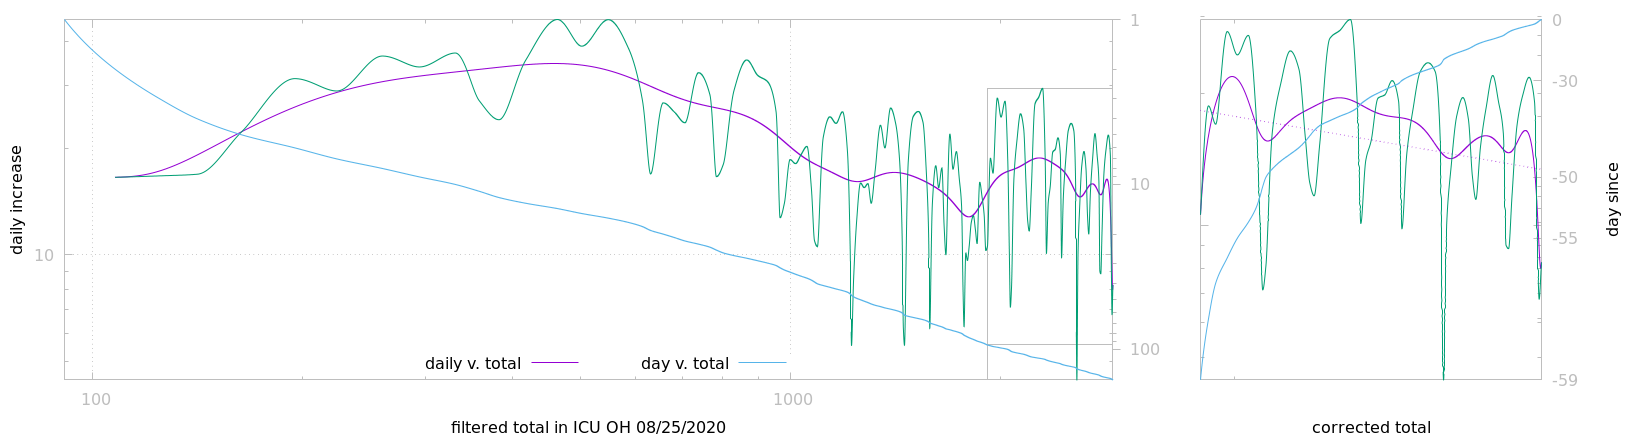 daily increase
10
100
1000
daily v. total
day v. total
1
10
100
filtered total in ICU OH 08/25/2020
0
-30
-50
-55
-59
day since
corrected total